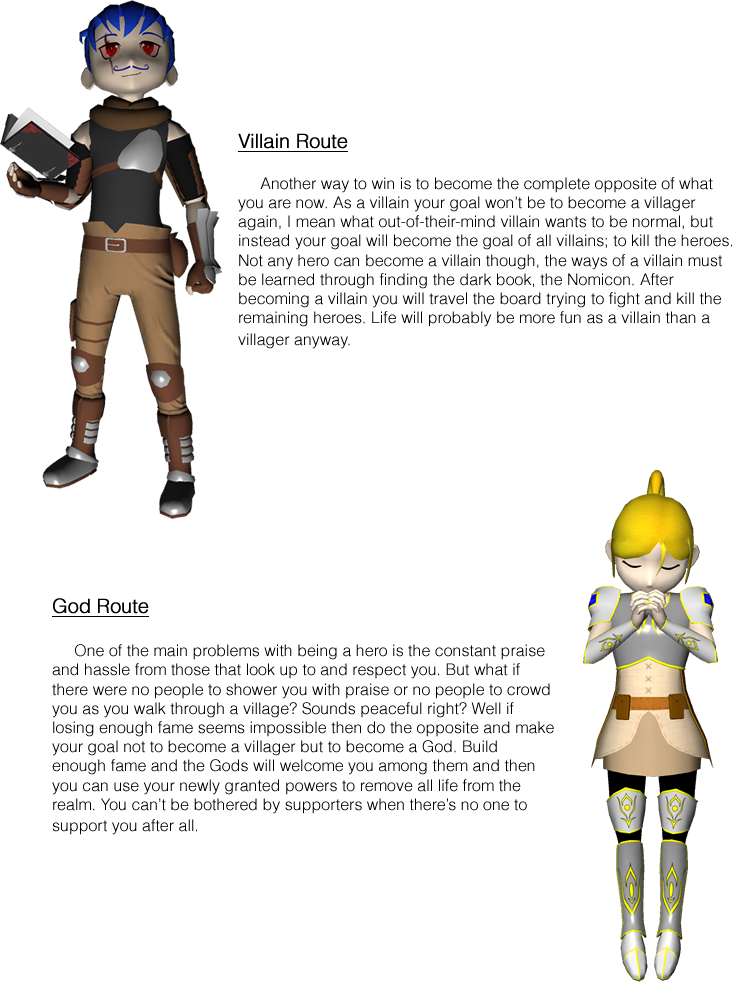 Villain Route
Another way to win is to become the complete opposite of what
you are now. As a villain your goal won’t be to become a villager
again, I mean what out-of-their-mind villain wants to be normal, but
instead your goal will become the goal of all villains; to kill the heroes.
Not any hero can become a villain though, the ways of a villain must
be learned through finding the dark book, the Nomicon. After
becoming a villain you will travel the board trying to fight and kill the
remaining heroes. Life will probably be more fun as a villain than a
villager anyway.
God Route
One of the main problems with being a hero is the constant praise
and hassle from those that look up to and respect you. But what if
there were no people to shower you with praise or no people to crowd
you as you walk through a village? Sounds peaceful right? Well if
losing enough fame seems impossible then do the opposite and make
your goal not to become a villager but to become a God. Build
enough fame and the Gods will welcome you among them and then
you can use your newly granted powers to remove all life from the
realm. You can’t be bothered by supporters when there’s no one to
support you after all.